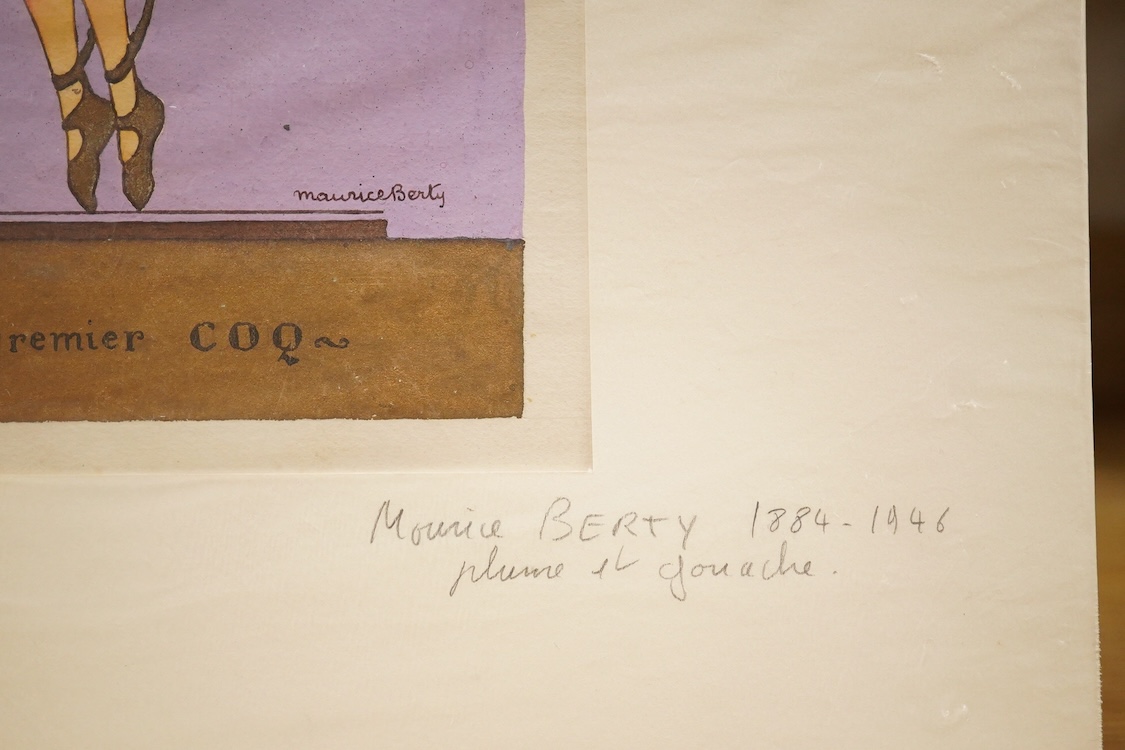 mauriceBerty
remier COQ~
Maurice BERTY 1884-1946
plume et gouache.